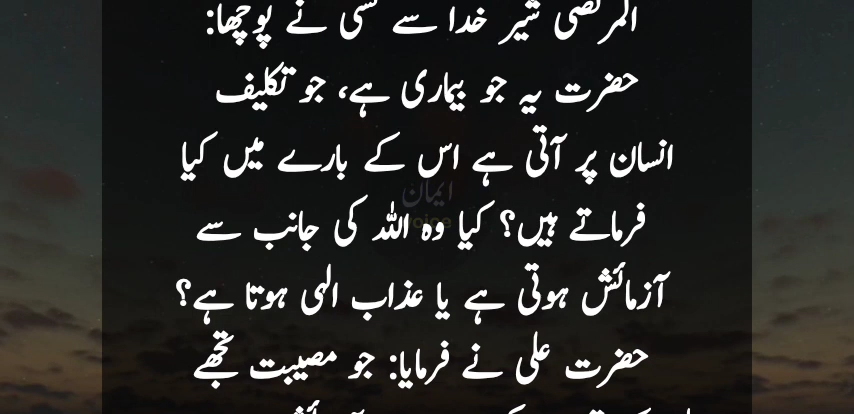 المرتضی شیر خدا سے کسی نے پوچھا:
حضرت یہ جو بیماری ہے، جو تکلیف
انسان پر آتی ہے اس کے بارے میں کیا
ایمان
voice
فرماتے ہیں؟ کیا وہ اللہ کی جانب سے
آزمائش ہوتی ہے یا عذاب الہی ہوتا ہے؟
حضرت علی نے فرمایا: جو مصیبت تجھے